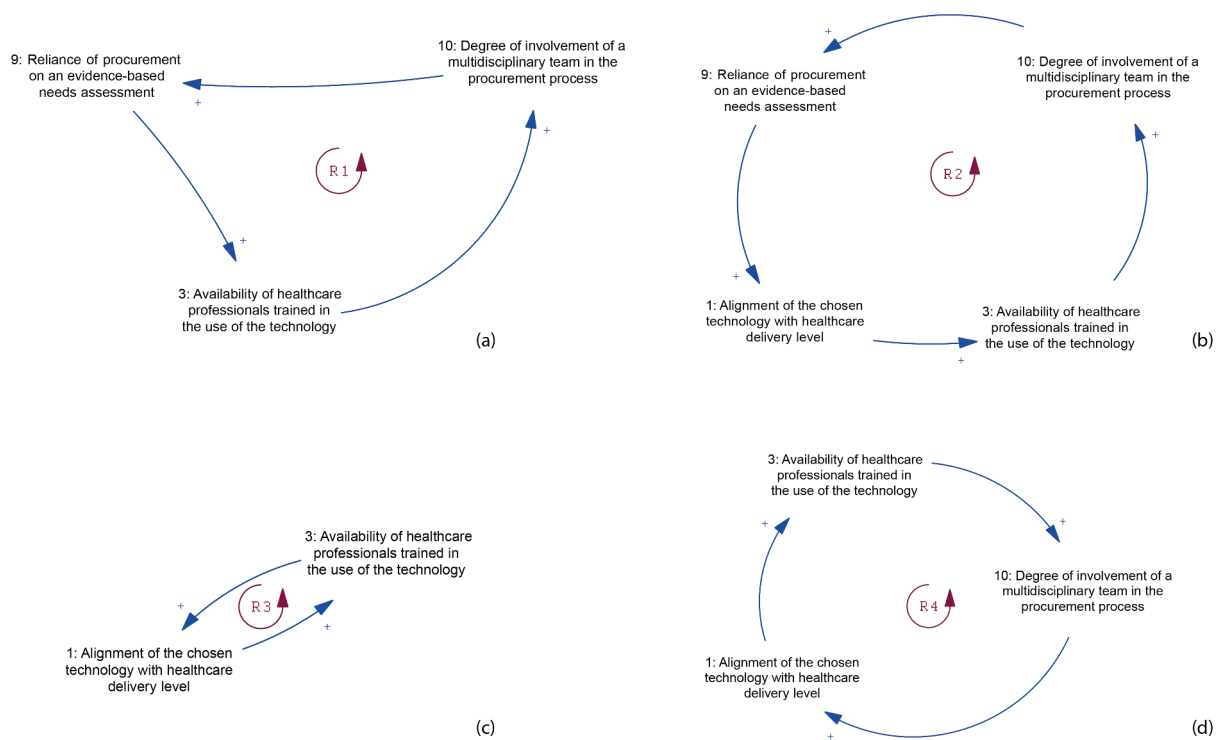 9: Reliance of procurement
on an evidence-based
needs assessment
10: Degree of involvement of a
multidisciplinary team in the
procurement process
+
+
R1
+
3: Availability of healthcare
professionals trained in
the use of the technology
(a)
+
9: Reliance of procurement
on an evidence-based
needs assessment
10: Degree of involvement of a
multidisciplinary team in the
procurement process
+
R2
+
1: Alignment of the chosen
technology with healthcare
delivery level
3: Availability of healthcare
professionals trained in
the use of the technology
+
(b)
3: Availability of healthcare
professionals trained in
the use of the technology
+
R3
+
1: Alignment of the chosen
technology with healthcare
delivery level
(c)
3: Availability of healthcare
professionals trained in
the use of the technology
+
+
10: Degree of involvement of a
multidisciplinary team in the
procurement process
R4
1: Alignment of the chosen
technology with healthcare
delivery level
+
(d)